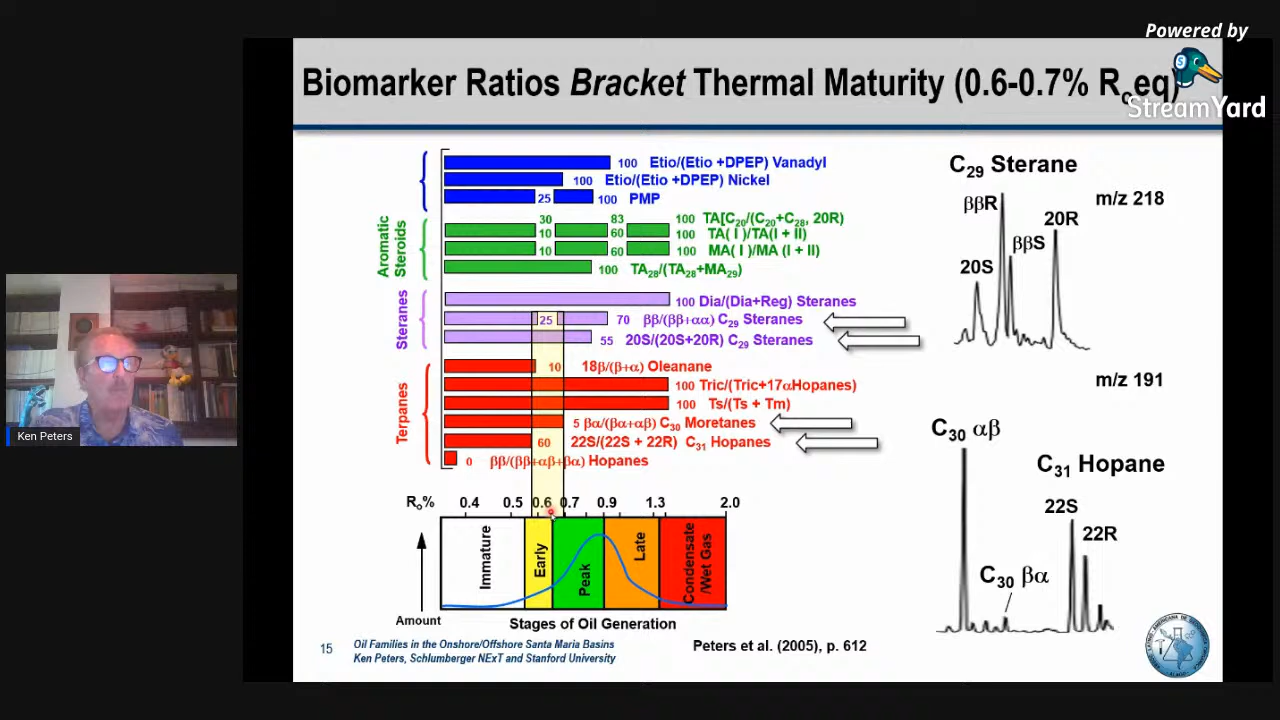 Powered by
StreamYard
Biomarker Ratios Bracket Thermal Maturity (0.6-0.7% Rceq)
100 Etio/(Etio +DPEP) Vanadyl
100 Etio/(Etio +DPEP) Nickel
25 100 PMP
Aromatic
Steroids
30 83 100 TA[C20/(C20+C28, 20R)
10 60 100 TA( I )/TA(I + II)
10 60 100 MA( I )/MA (I + II)
100 TA28/(TA28+MA29)
Steranes
100 Dia/(Dia+Reg) Steranes
25 70 ββ/(ββ+αα) C29 Steranes
55 20S/(20S+20R) C29 Steranes
Terpanes
10 18β/(β+α) Oleanane
100 Tric/(Tric+17αHopanes)
100 Ts/(Ts + Tm)
5 βα/(βα+αβ) C30 Moretanes
60 22S/(22S + 22R) C31 Hopanes
0 ββ/(ββ+αβ+βα) Hopanes
Ro% 0.4 0.5 0.6 0.7 0.9 1.3 2.0
Immature
Early
Peak
Late
Condensate
/Wet Gas
Amount
Stages of Oil Generation
C29 Sterane
m/z 218
ββR
20R
ββS
20S
m/z 191
C30 αβ
C31 Hopane
22S
22R
C30 βα
15
Oil Families in the Onshore/Offshore Santa Maria Basins
Ken Peters, Schlumberger NExT and Stanford University
Peters et al. (2005), p. 612
Ken Peters